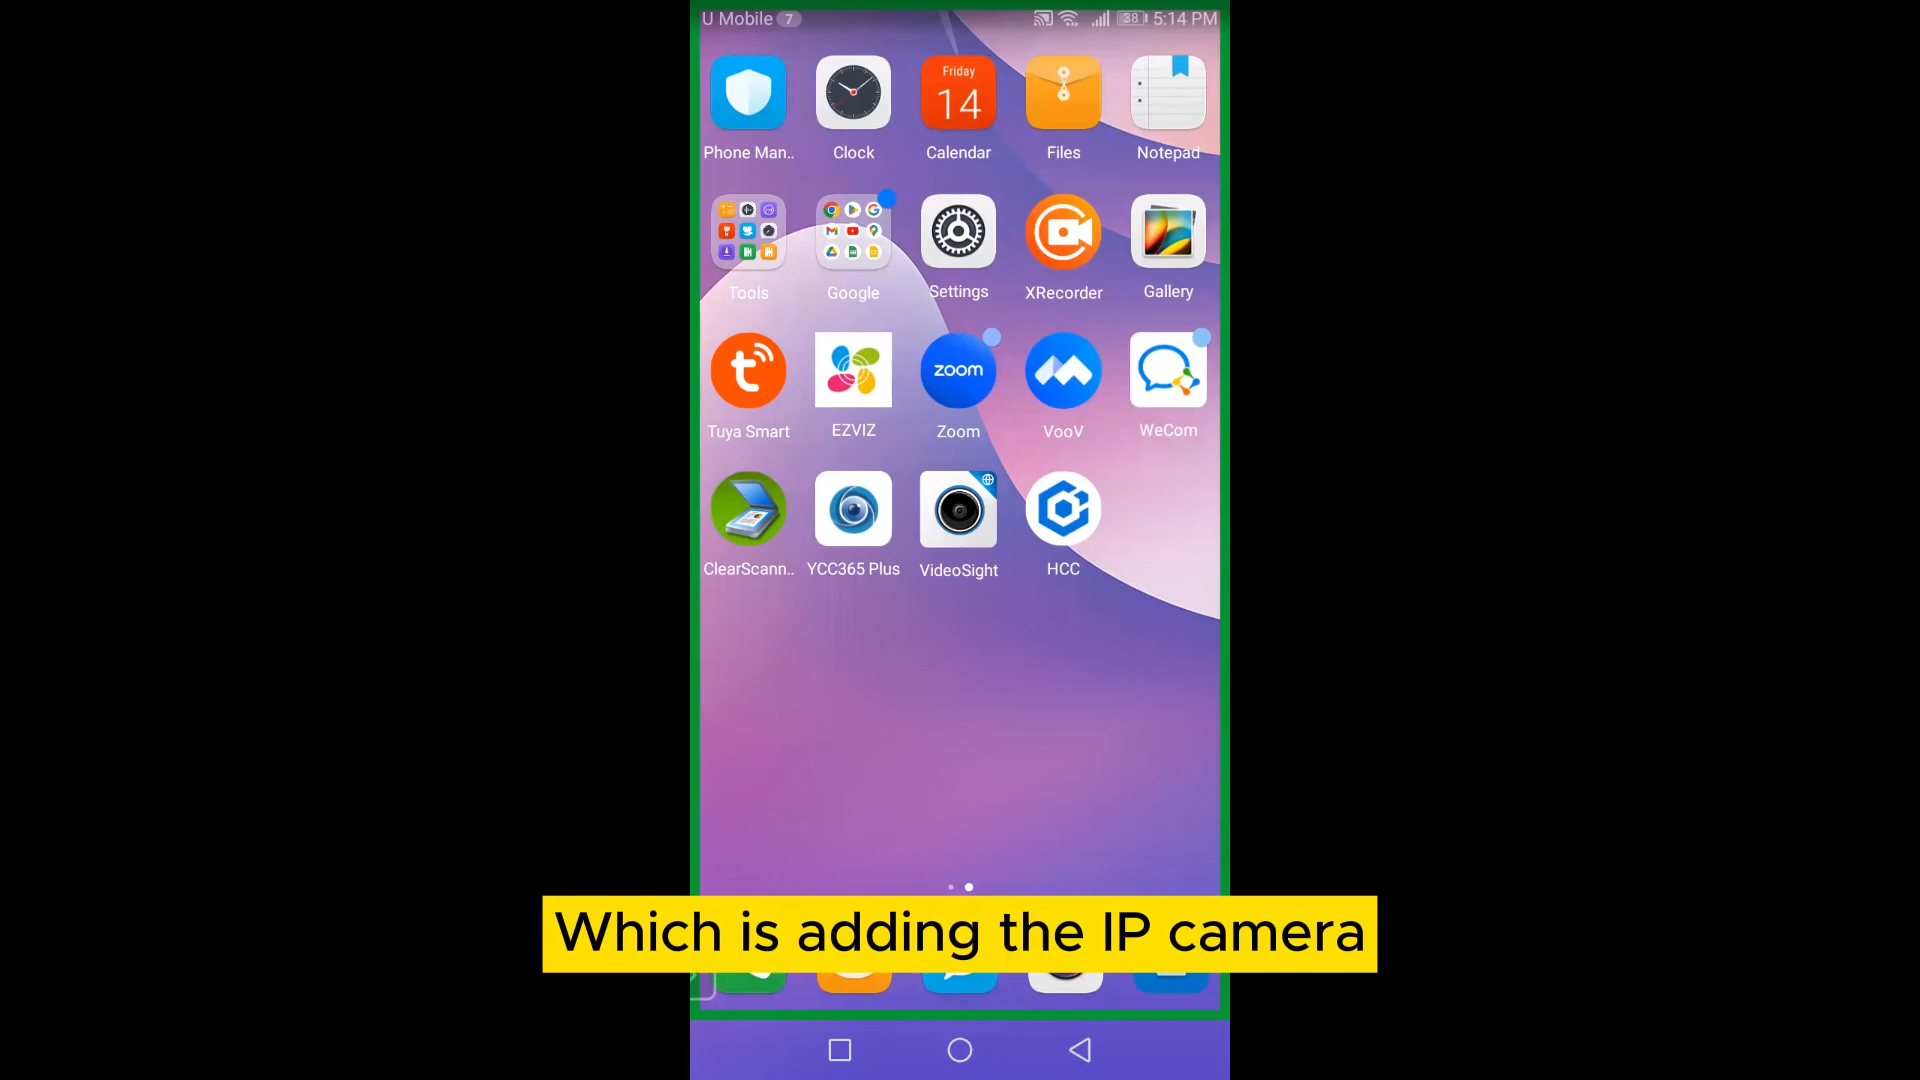 U Mobile 7 38 5:14 PM
Friday
14
Phone Man.. Clock Calendar Files Notepad
Tools Google Settings XRecorder Gallery
zoom
Tuya Smart EZVIZ Zoom VooV WeCom
ClearScann.. YCC365 Plus VideoSight HCC
Which is adding the IP camera